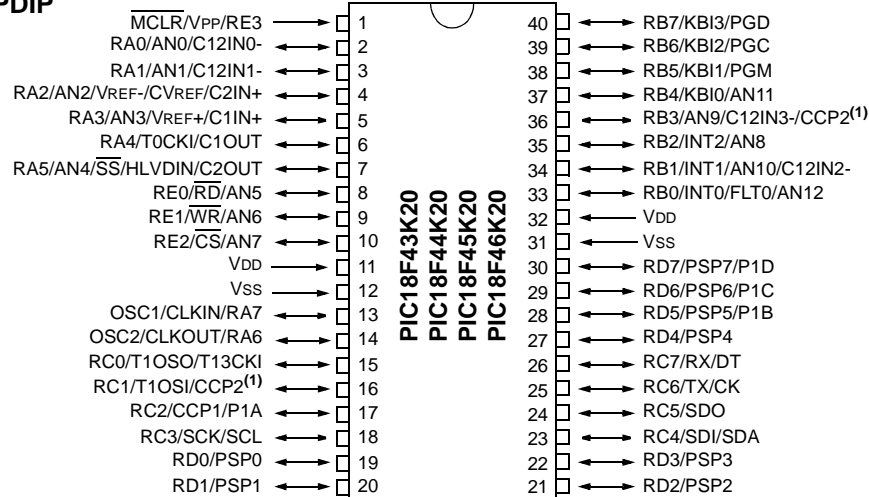 PDIP
MCLR/VPP/RE3 1 40 RB7/KBI3/PGD
RA0/AN0/C12IN0- 2 39 RB6/KBI2/PGC
RA1/AN1/C12IN1- 3 38 RB5/KBI1/PGM
RA2/AN2/VREF-/CVREF/C2IN+ 4 37 RB4/KBI0/AN11
RA3/AN3/VREF+/C1IN+ 5 36 RB3/AN9/C12IN3-/CCP2(1)
RA4/T0CKI/C1OUT 6 35 RB2/INT2/AN8
RA5/AN4/SS/HLVDIN/C2OUT 7 34 RB1/INT1/AN10/C12IN2-
RE0/RD/AN5 8 33 RB0/INT0/FLT0/AN12
RE1/WR/AN6 9 32 VDD
RE2/CS/AN7 10 31 VSS
VDD 11 30 RD7/PSP7/P1D
VSS 12 29 RD6/PSP6/P1C
OSC1/CLKIN/RA7 13 28 RD5/PSP5/P1B
OSC2/CLKOUT/RA6 14 27 RD4/PSP4
RC0/T1OSO/T13CKI 15 26 RC7/RX/DT
RC1/T1OSI/CCP2(1) 16 25 RC6/TX/CK
RC2/CCP1/P1A 17 24 RC5/SDO
RC3/SCK/SCL 18 23 RC4/SDI/SDA
RD0/PSP0 19 22 RD3/PSP3
RD1/PSP1 20 21 RD2/PSP2
PIC18F43K20
PIC18F44K20
PIC18F45K20
PIC18F46K20